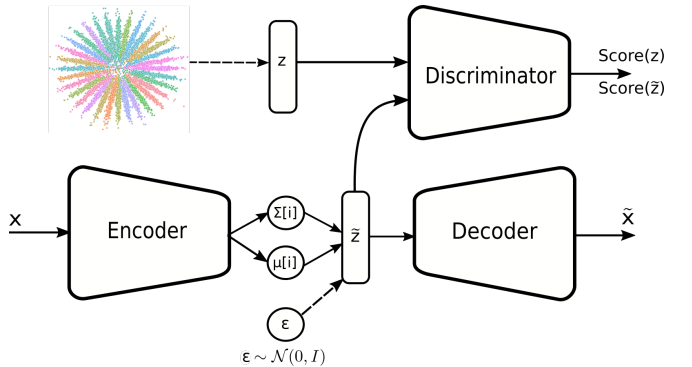 z
Discriminator
Score(z)
Score(z̃)
x
Encoder
Σ[i]
μ[i]
z̃
Decoder
x̃
ε
ε ∼ 𝒩(0, I)